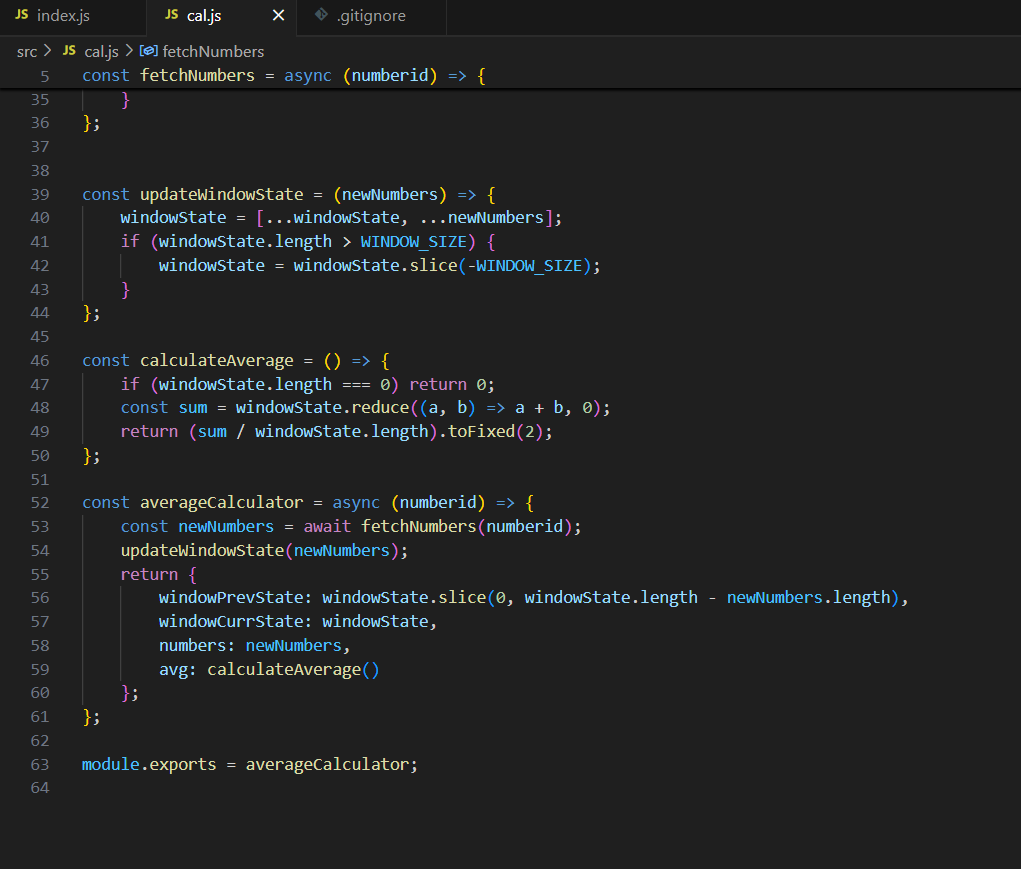 JS index.js JS cal.js × .gitignore
src > JS cal.js > fetchNumbers
5 const fetchNumbers = async (numberid) => {
35 }
36 };
37
38
39 const updateWindowState = (newNumbers) => {
40 windowState = [...windowState, ...newNumbers];
41 if (windowState.length > WINDOW_SIZE) {
42 windowState = windowState.slice(-WINDOW_SIZE);
43 }
44 };
45
46 const calculateAverage = () => {
47 if (windowState.length === 0) return 0;
48 const sum = windowState.reduce((a, b) => a + b, 0);
49 return (sum / windowState.length).toFixed(2);
50 };
51
52 const averageCalculator = async (numberid) => {
53 const newNumbers = await fetchNumbers(numberid);
54 updateWindowState(newNumbers);
55 return {
56 windowPrevState: windowState.slice(0, windowState.length - newNumbers.length),
57 windowCurrState: windowState,
58 numbers: newNumbers,
59 avg: calculateAverage()
60 };
61 };
62
63 module.exports = averageCalculator;
64